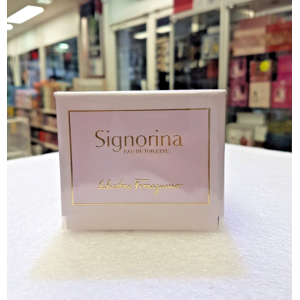 Signorina
EAU DE TOILETTE
Salvatore Ferragamo